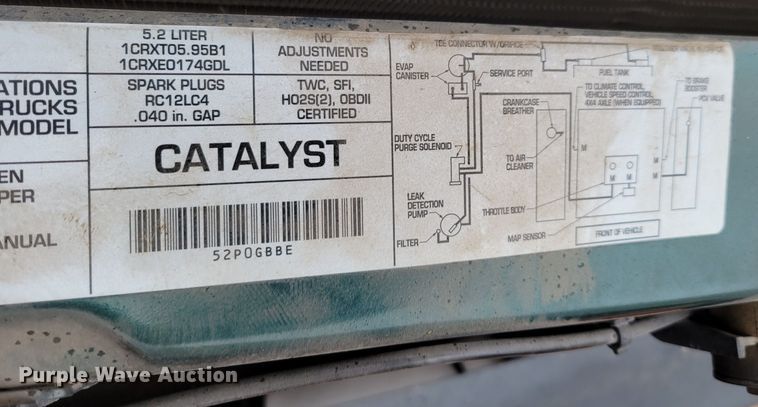 ATIONS
TRUCKS
MODEL
EN
PER
ANUAL
5.2 LITER
1CRXT05.95B1
1CRXE0174GDL
NO
ADJUSTMENTS
NEEDED
SPARK PLUGS
RC12LC4
.040 in. GAP
TWC, SFI,
HO2S(2), OBDII
CERTIFIED
CATALYST
52P0GBBE
TEE CONNECTOR W/ORIFICE
EVAP
CANISTER
SERVICE PORT
FUEL TANK
CRANKCASE
BREATHER
TO CLIMATE CONTROL,
VEHICLE SPEED CONTROL,
4X4 AXLE (WHEN EQUIPPED)
TO BRAKE
BOOSTER
PCV VALVE
DUTY CYCLE
PURGE SOLENOID
TO AIR
CLEANER
M
M
M
M
LEAK
DETECTION
PUMP
THROTTLE BODY
FILTER
MAP SENSOR
FRONT OF VEHICLE
Purple Wave Auction